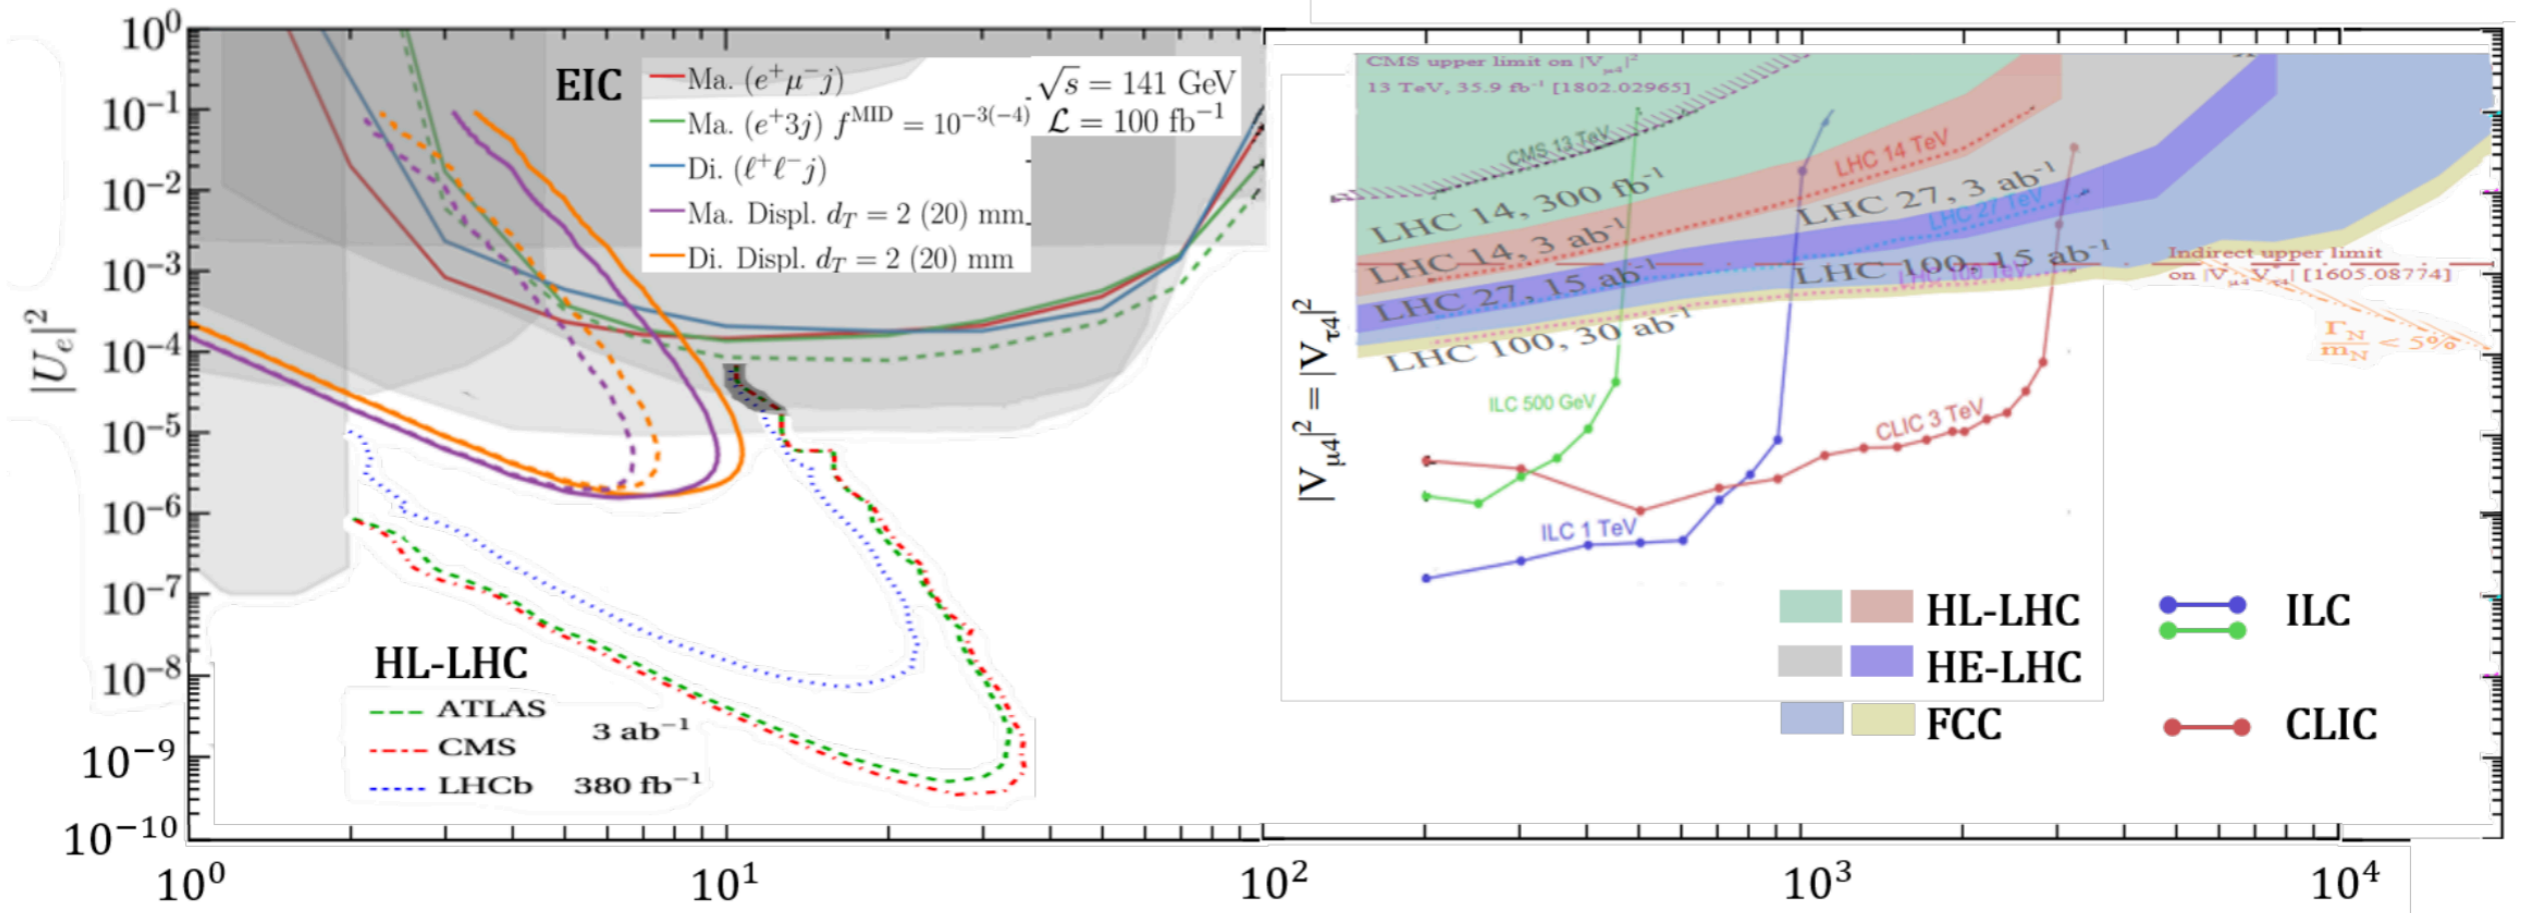 10⁰
10⁻¹
10⁻²
10⁻³
10⁻⁴
10⁻⁵
10⁻⁶
10⁻⁷
10⁻⁸
10⁻⁹
10⁻¹⁰
|U_e|²
EIC
Ma. (e⁺μ⁻j)
Ma. (e⁺3j) f^MID = 10^−3(−4)
Di. (ℓ⁺ℓ⁻j)
Ma. Displ. d_T = 2 (20) mm
Di. Displ. d_T = 2 (20) mm
√s = 141 GeV
𝓛 = 100 fb⁻¹
HL-LHC
ATLAS
CMS
3 ab⁻¹
LHCb 380 fb⁻¹
10⁰ 10¹ 10² 10³ 10⁴
|V_μ4|² = |V_τ4|²
CMS upper limit on |V_μ4|²
13 TeV, 35.9 fb⁻¹ [1802.02965]
CMS 13 TeV
LHC 14 TeV
LHC 14, 300 fb⁻¹
LHC 27, 3 ab⁻¹
LHC 27 TeV
LHC 14, 3 ab⁻¹
LHC 100, 15 ab⁻¹
LHC 100 TeV
LHC 27, 15 ab⁻¹
LHC 100, 30 ab⁻¹
Indirect upper limit
on |V_μ4 V*_τ4| [1605.08774]
Γ_N/m_N < 5%
ILC 500 GeV
CLIC 3 TeV
ILC 1 TeV
HL-LHC
HE-LHC
FCC
ILC
CLIC